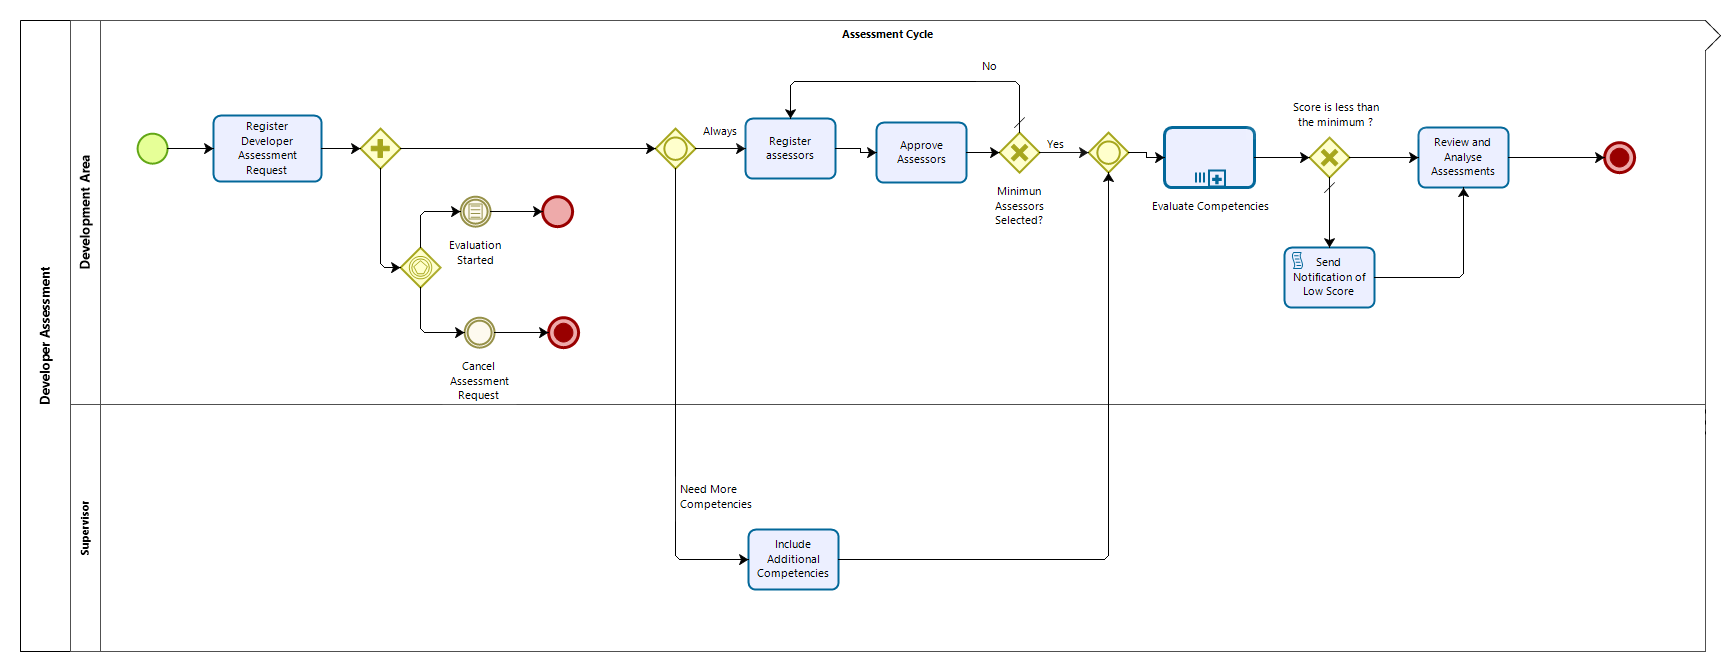 Assessment Cycle
Developer Assessment
Development Area
Supervisor
Register
Developer
Assessment
Request
Evaluation
Started
Cancel
Assessment
Request
Always
Register
assessors
No
Approve
Assessors
Yes
Minimun
Assessors
Selected?
Evaluate Competencies
Score is less than
the minimum ?
Send
Notification of
Low Score
Review and
Analyse
Assessments
Need More
Competencies
Include
Additional
Competencies